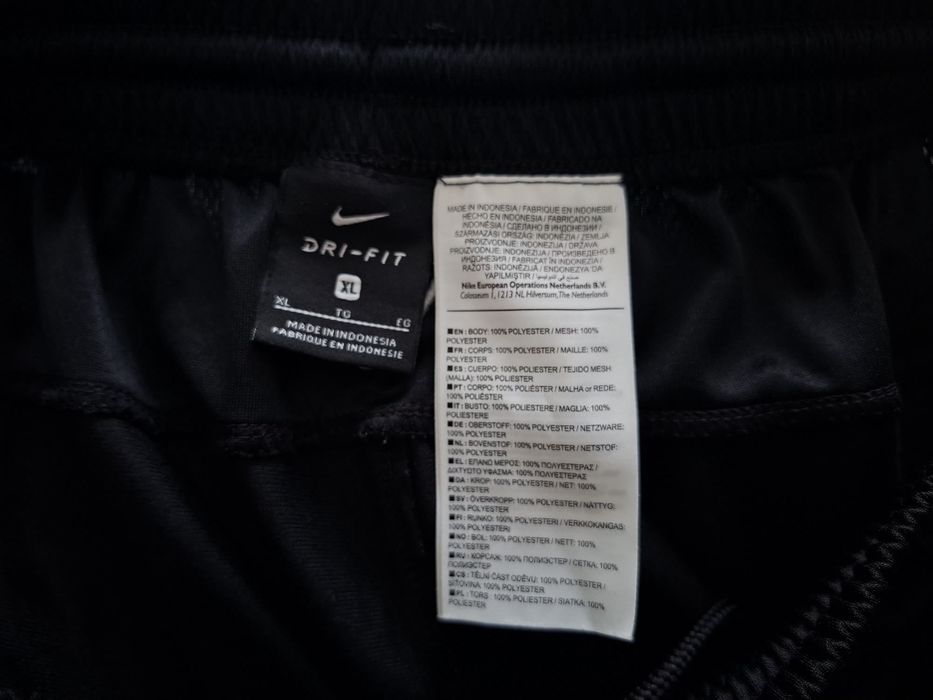 DRI-FIT
XL
XL TG EG
MADE IN INDONESIA
FABRIQUE EN INDONESIE
MADE IN INDONESIA / FABRIQUE EN INDONESIE /
HECHO EN INDONESIA / FABRICADO NA
INDONÉSIA / СДЕЛАНО В ИНДОНЕЗИИ /
SZÁRMAZÁSI ORSZÁG: INDONÉZIA / ZEMLJA
PROIZVODNJE: INDONEZIJA / DRŽAVA
PROIZVODNJE: INDONEZIJA / ПРОИЗВЕДЕНО В
ИНДОНЕЗИЯ / FABRICAT ÎN INDONEZIA /
RAŽOTS: INDONĒZIJĀ / ENDONEZYA'DA
YAPILMIŞTIR /
Nike European Operations Netherlands B.V.
Colosseum 1, 1213 NL Hilversum, The Netherlands
EN : BODY: 100% POLYESTER / MESH: 100%
POLYESTER
FR : CORPS: 100% POLYESTER / MAILLE: 100%
POLYESTER
ES : CUERPO: 100% POLIESTER / TEJIDO MESH
(MALLA): 100% POLIESTER
PT : CORPO: 100% POLIÉSTER / MALHA or REDE:
100% POLIÉSTER
IT : BUSTO: 100% POLIESTERE / MAGLIA: 100%
POLIESTERE
DE : OBERSTOFF: 100% POLYESTER / NETZWARE:
100% POLYESTER
NL : BOVENSTOF: 100% POLYESTER / NETSTOF:
100% POLYESTER
EL : ΕΠΑΝΩ ΜΕΡΟΣ: 100% ΠΟΛΥΕΣΤΕΡΑΣ /
ΔΙΧΤΥΩΤΟ ΥΦΑΣΜΑ: 100% ΠΟΛΥΕΣΤΕΡΑΣ
DA : KROP: 100% POLYESTER / NET: 100%
POLYESTER
SV : ÖVERKROPP: 100% POLYESTER / NÄTTYG:
100% POLYESTER
FI : RUNKO: 100% POLYESTERI / VERKKOKANGAS:
100% POLYESTERI
NO : BOL: 100% POLYESTER / NETT: 100%
POLYESTER
RU : КОРСАЖ: 100% ПОЛИЭСТЕР / СЕТКА: 100%
ПОЛИЭСТЕР
CS : TĚLNÍ ČÁST ODĚVU: 100% POLYESTER /
SÍŤOVINA: 100% POLYESTER
PL : TORS: 100% POLIESTER / SIATKA: 100%
POLIESTER